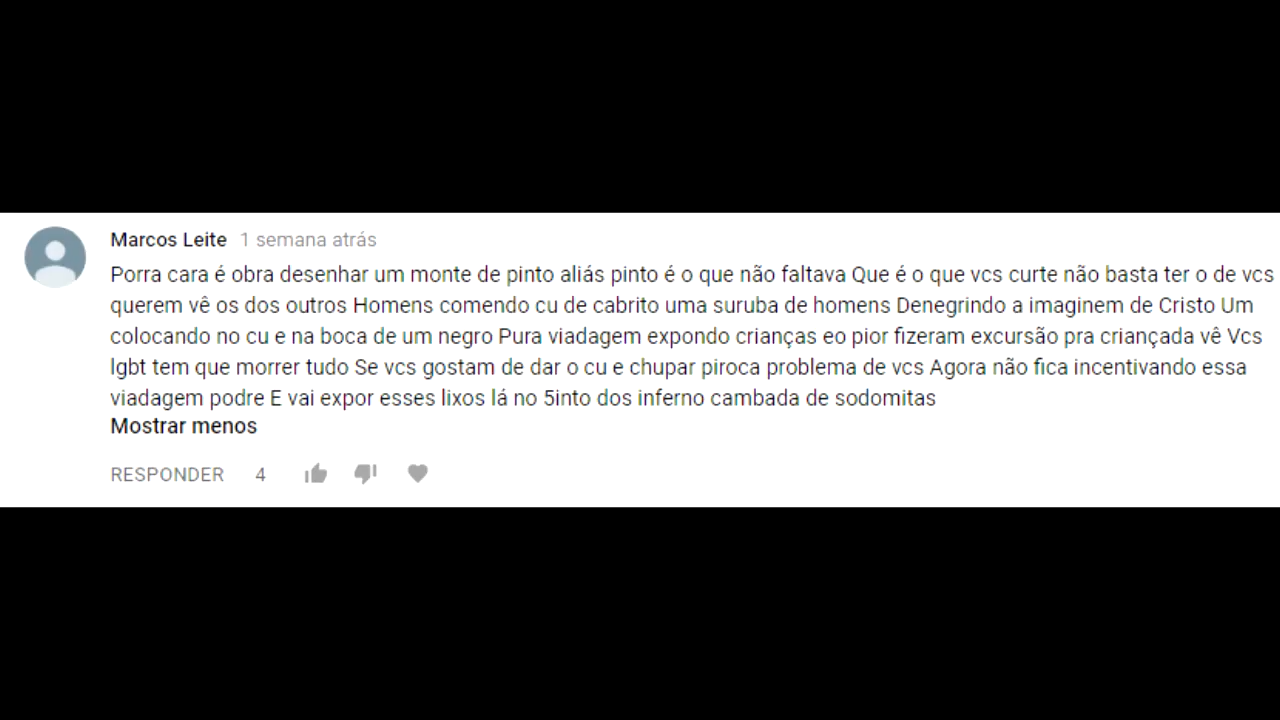 Marcos Leite 1 semana atrás
Porra cara é obra desenhar um monte de pinto aliás pinto é o que não faltava Que é o que vcs curte não basta ter o de vcs
querem vê os dos outros Homens comendo cu de cabrito uma suruba de homens Denegrindo a imaginem de Cristo Um
colocando no cu e na boca de um negro Pura viadagem expondo crianças eo pior fizeram excursão pra criançada vê Vcs
lgbt tem que morrer tudo Se vcs gostam de dar o cu e chupar piroca problema de vcs Agora não fica incentivando essa
viadagem podre E vai expor esses lixos lá no 5into dos inferno cambada de sodomitas
Mostrar menos
RESPONDER 4